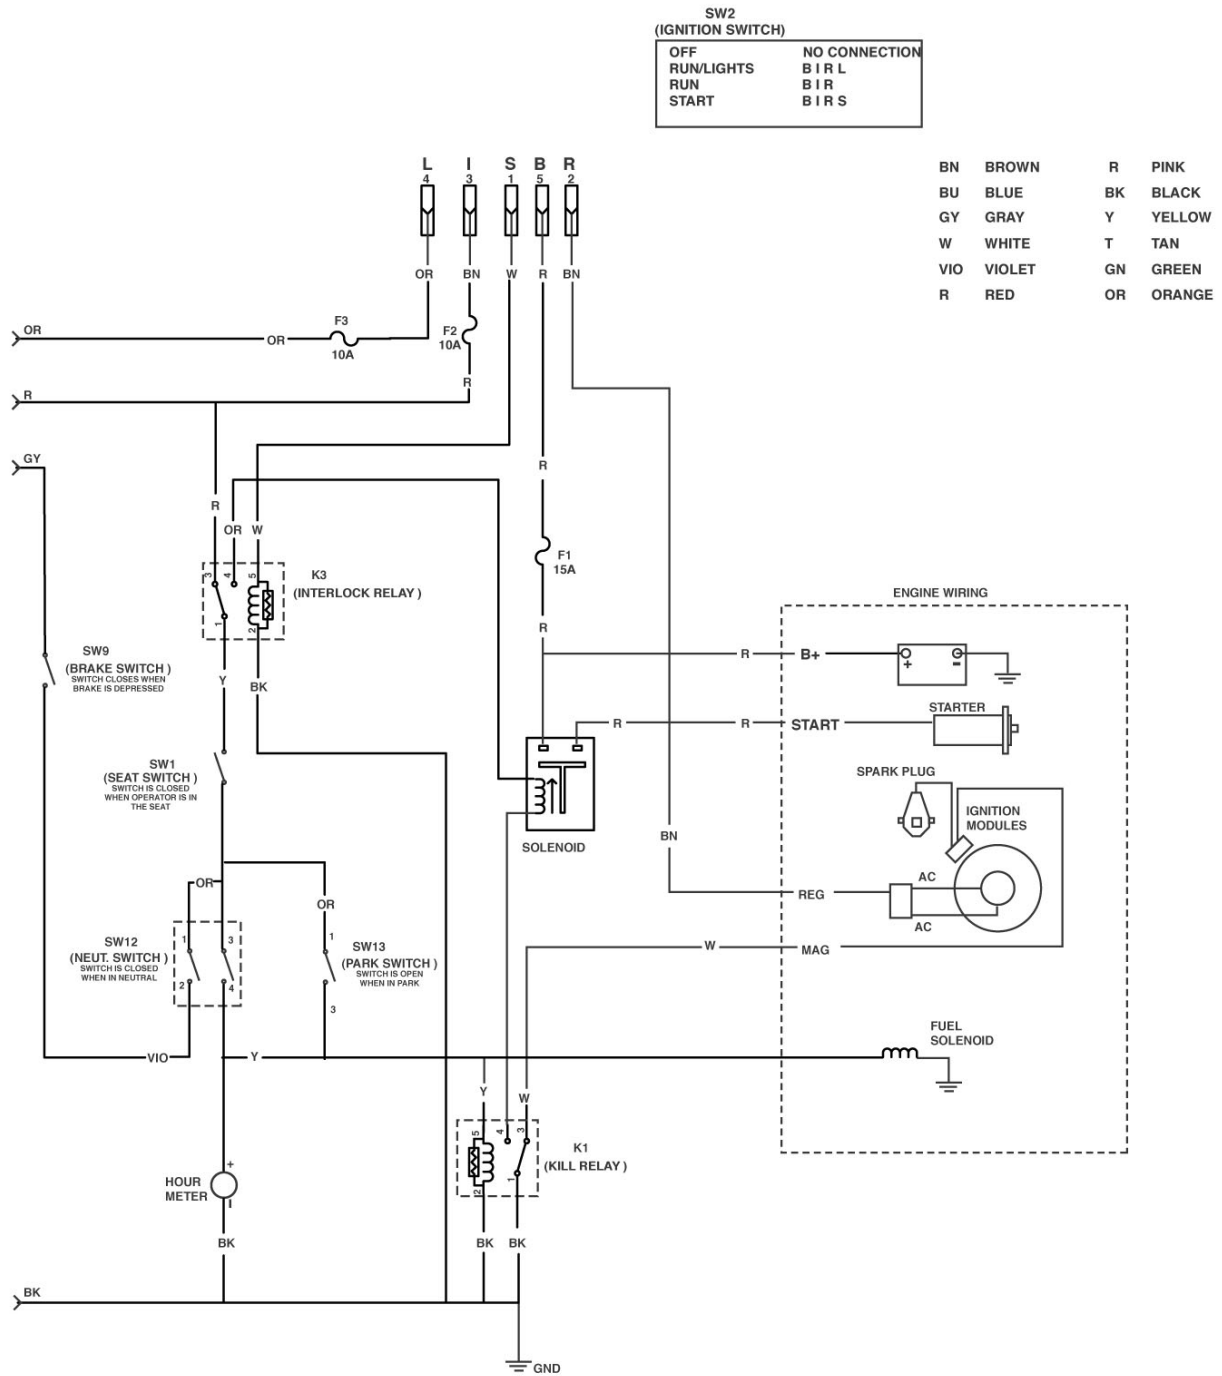 SW2
(IGNITION SWITCH)
OFF NO CONNECTION
RUN/LIGHTS B I R L
RUN B I R
START B I R S
L I S B R
4 3 1 5 2
BN BROWN R PINK
BU BLUE BK BLACK
GY GRAY Y YELLOW
W WHITE T TAN
VIO VIOLET GN GREEN
R RED OR ORANGE
OR BN W R BN
OR
F3
OR
10A
F2
10A
R
R
GY
R
R
OR W
F1
15A
3 4 5
K3
(INTERLOCK RELAY )
1 2
R
ENGINE WIRING
SW9
(BRAKE SWITCH )
SWITCH CLOSES WHEN
BRAKE IS DEPRESSED
Y
BK
R
B+
+ -
STARTER
R
R
START
SW1
(SEAT SWITCH )
SWITCH IS CLOSED
WHEN OPERATOR IS IN
THE SEAT
SPARK PLUG
IGNITION
MODULES
BN
SOLENOID
AC
REG
AC
OR
OR
SW12
(NEUT. SWITCH )
SWITCH IS CLOSED
WHEN IN NEUTRAL
1 3
2 4
1
SW13
(PARK SWITCH )
SWITCH IS OPEN
WHEN IN PARK
3
W
MAG
FUEL
SOLENOID
VIO
Y
Y
W
5 4 3
K1
(KILL RELAY )
2 1
HOUR
METER
+
BK
BK
BK
BK
GND